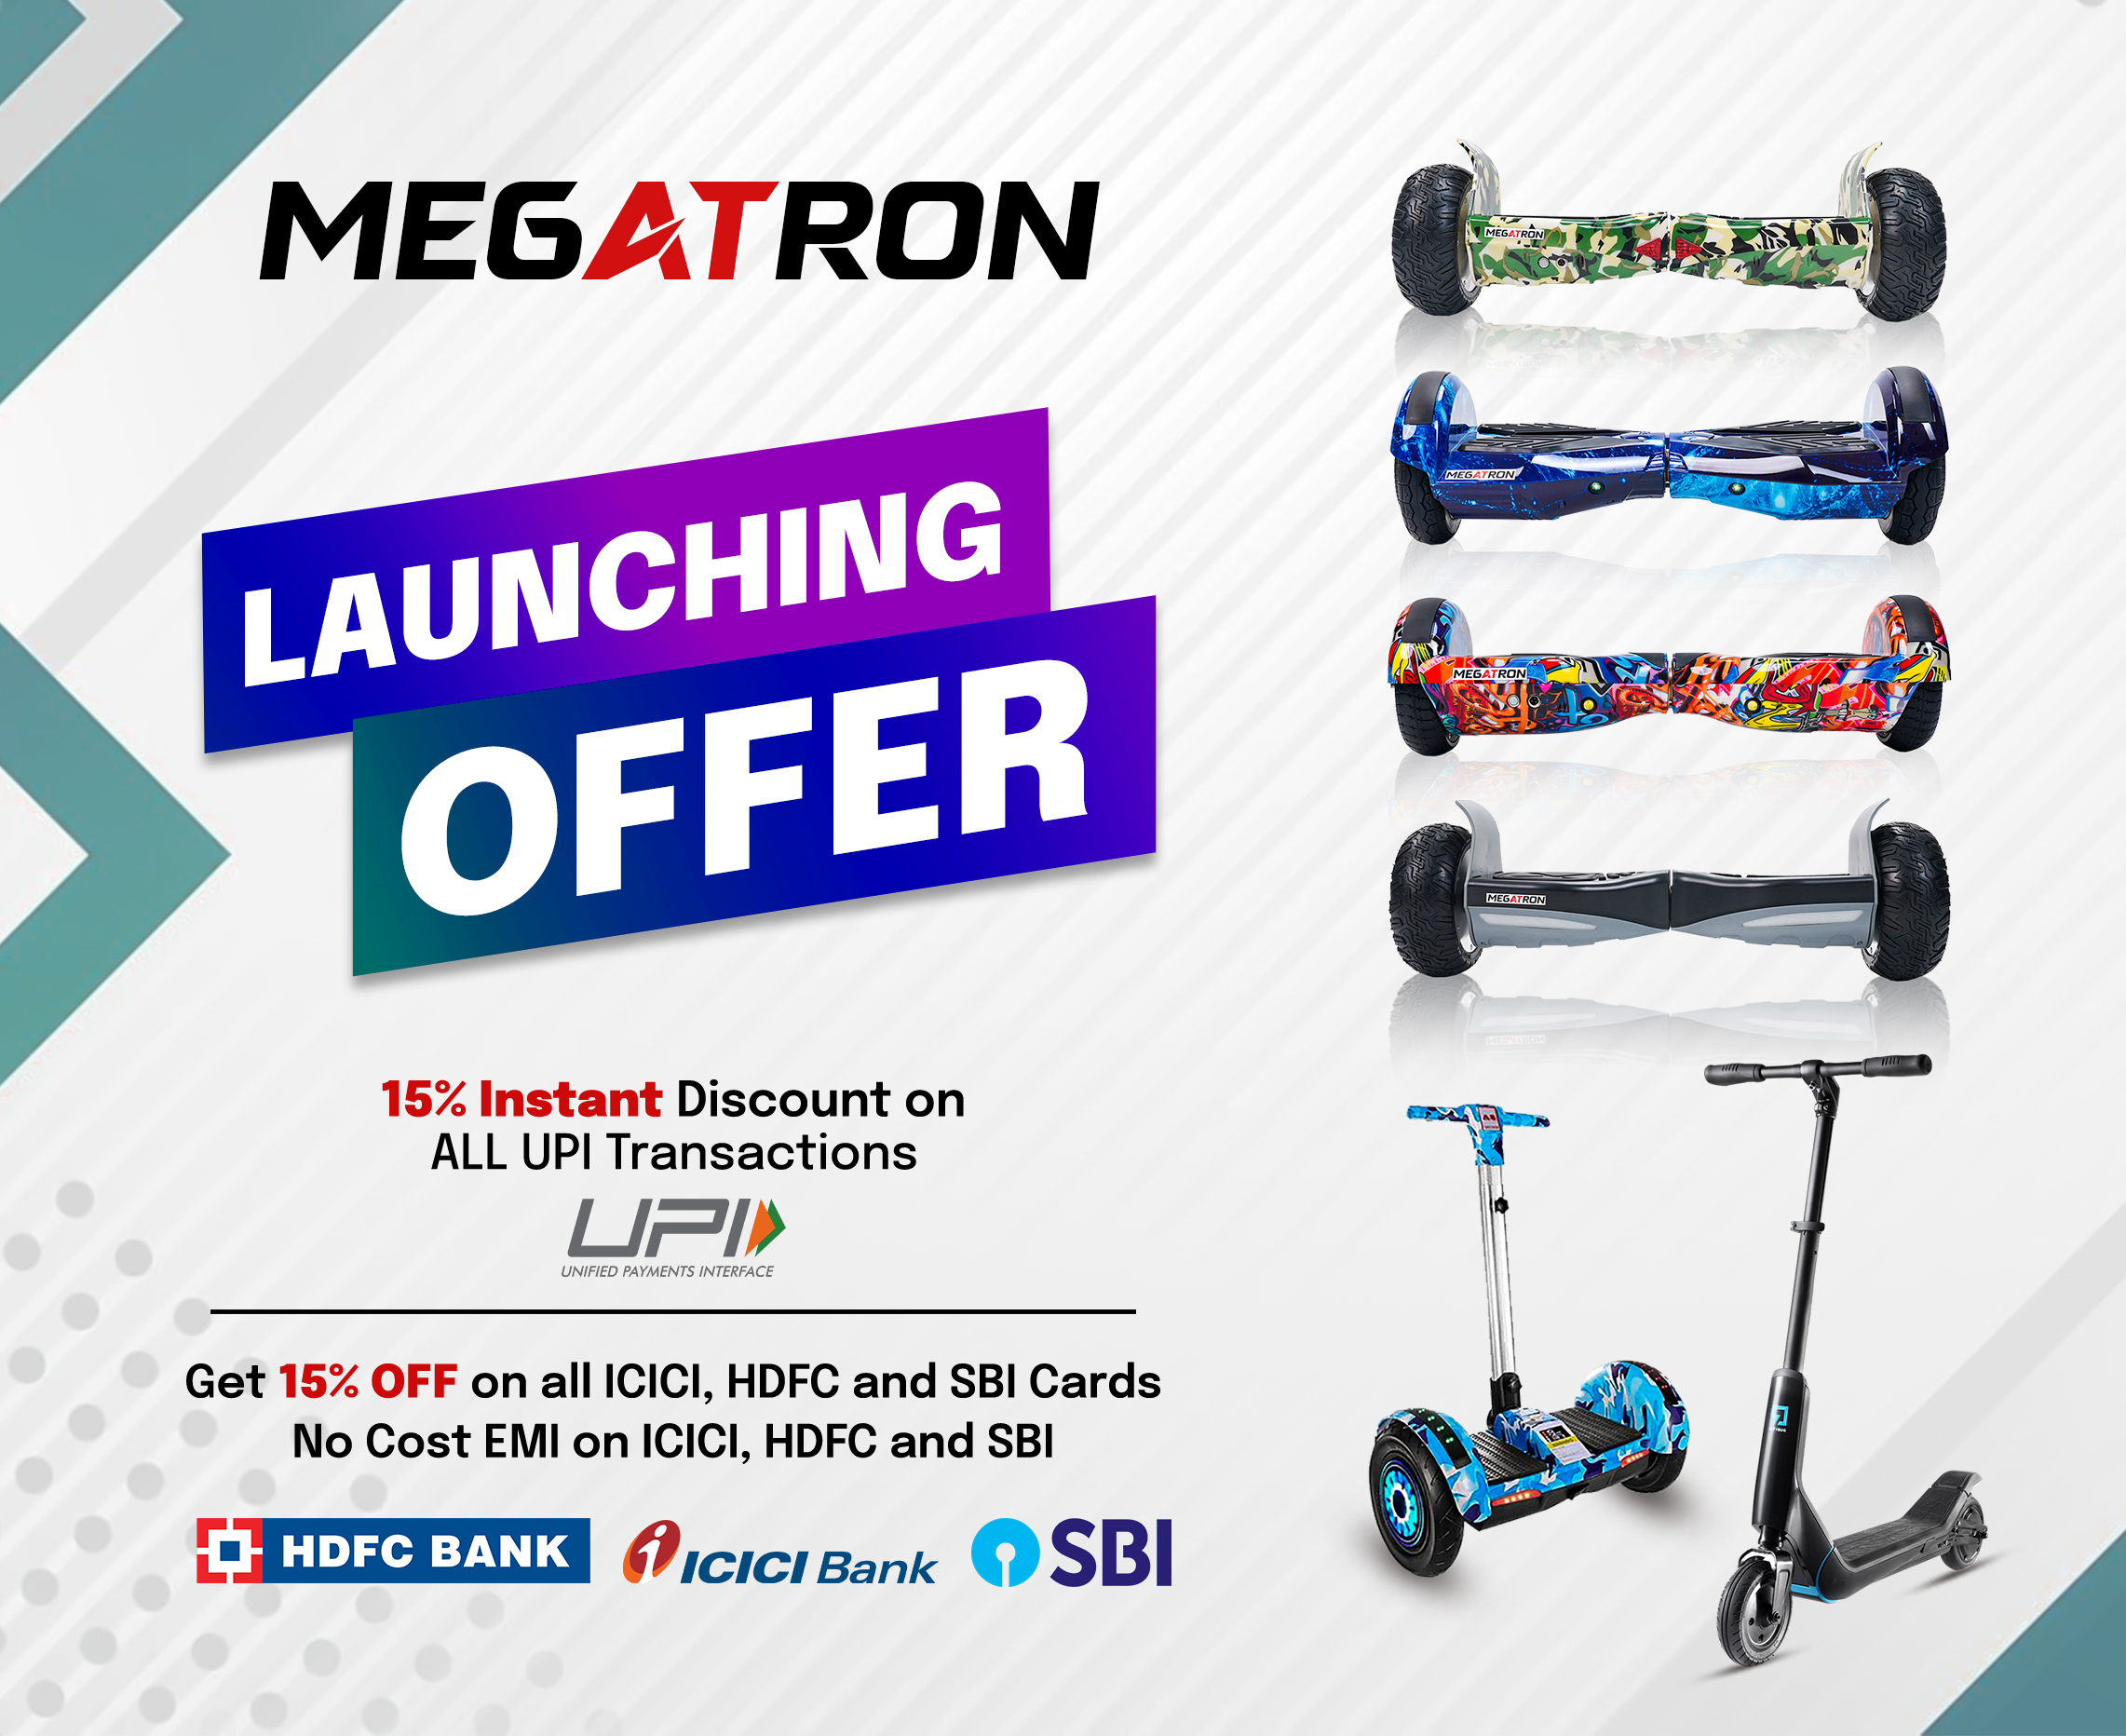 MEGATRON
LAUNCHING
OFFER
15% Instant Discount on
ALL UPI Transactions
UPI
UNIFIED PAYMENTS INTERFACE
Get 15% OFF on all ICICI, HDFC and SBI Cards
No Cost EMI on ICICI, HDFC and SBI
HDFC BANK
i ICICI Bank
SBI
MEGATRON
MEGATRON
MEGATRON
MEGATRON